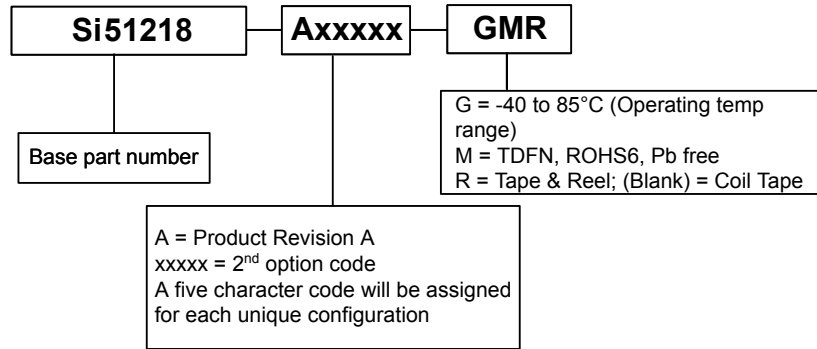 Si51218
Axxxxx
GMR
G = -40 to 85°C (Operating temp
range)
M = TDFN, ROHS6, Pb free
R = Tape & Reel; (Blank) = Coil Tape
Base part number
A = Product Revision A
xxxxx = 2nd option code
A five character code will be assigned
for each unique configuration